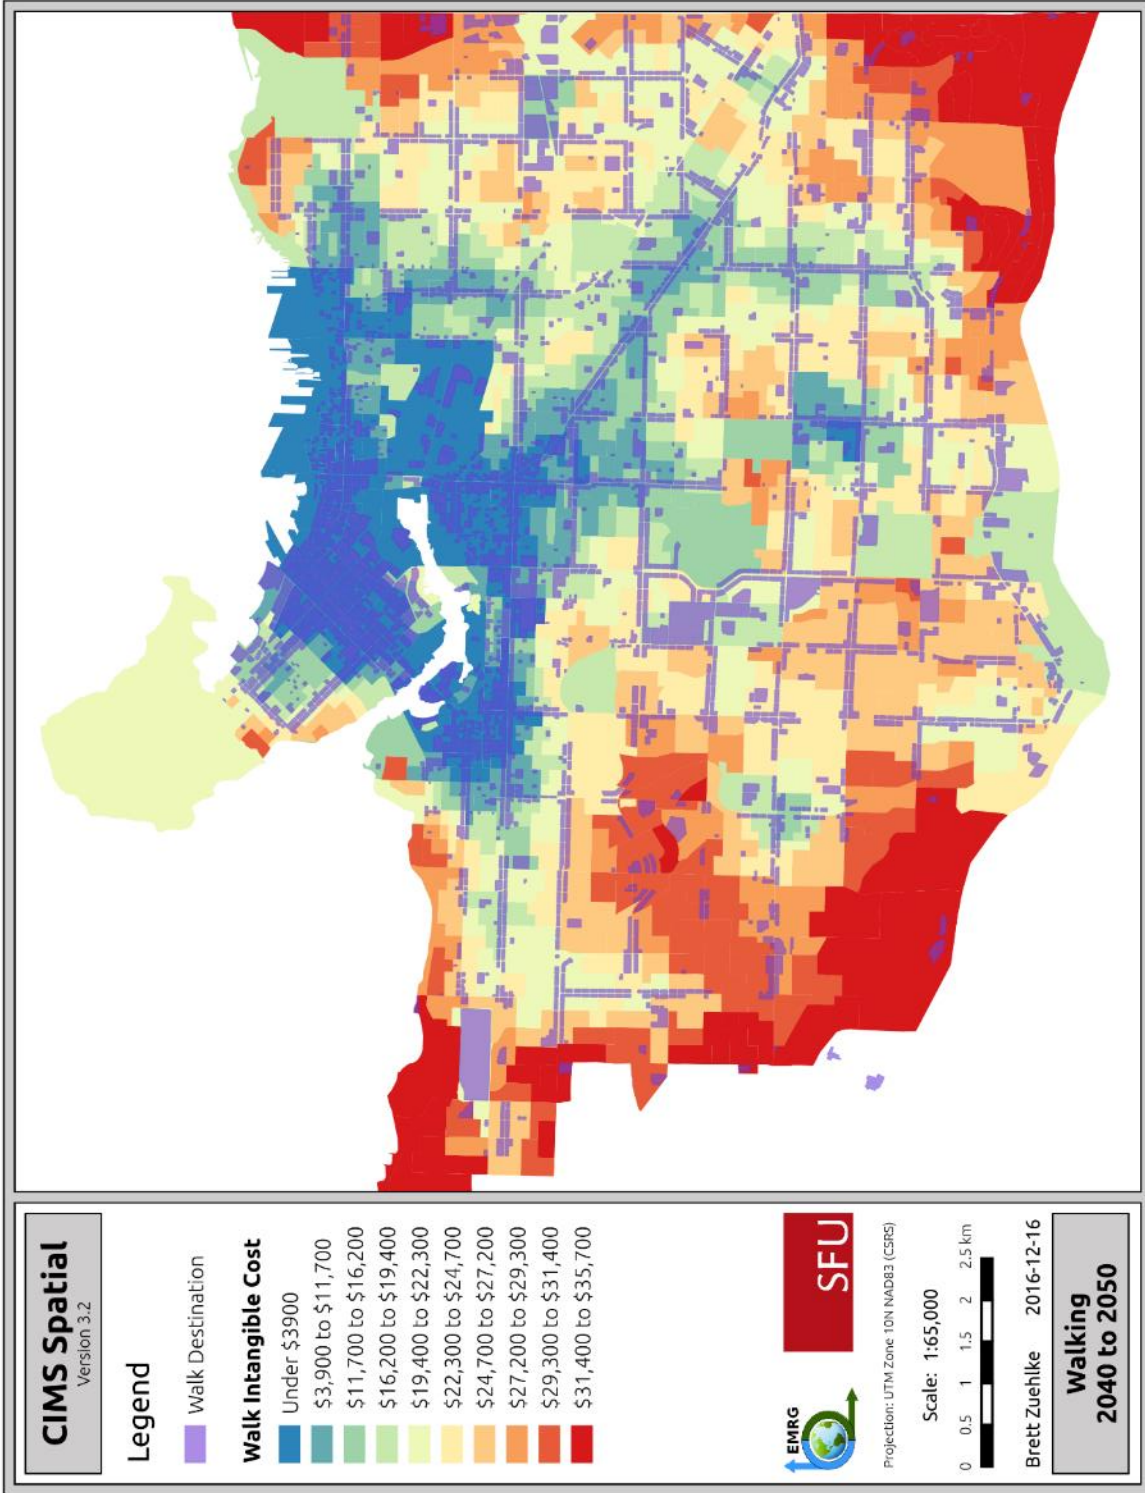 CIMS Spatial
Version 3.2
Legend
Walk Destination
Walk Intangible Cost
Under $3900
$3,900 to $11,700
$11,700 to $16,200
$16,200 to $19,400
$19,400 to $22,300
$22,300 to $24,700
$24,700 to $27,200
$27,200 to $29,300
$29,300 to $31,400
$31,400 to $35,700
EMRG
SFU
Projection: UTM Zone 10N NAD83 (CSRS)
Scale: 1:65,000
0 0.5 1 1.5 2 2.5 km
Brett Zuehlke 2016-12-16
Walking
2040 to 2050